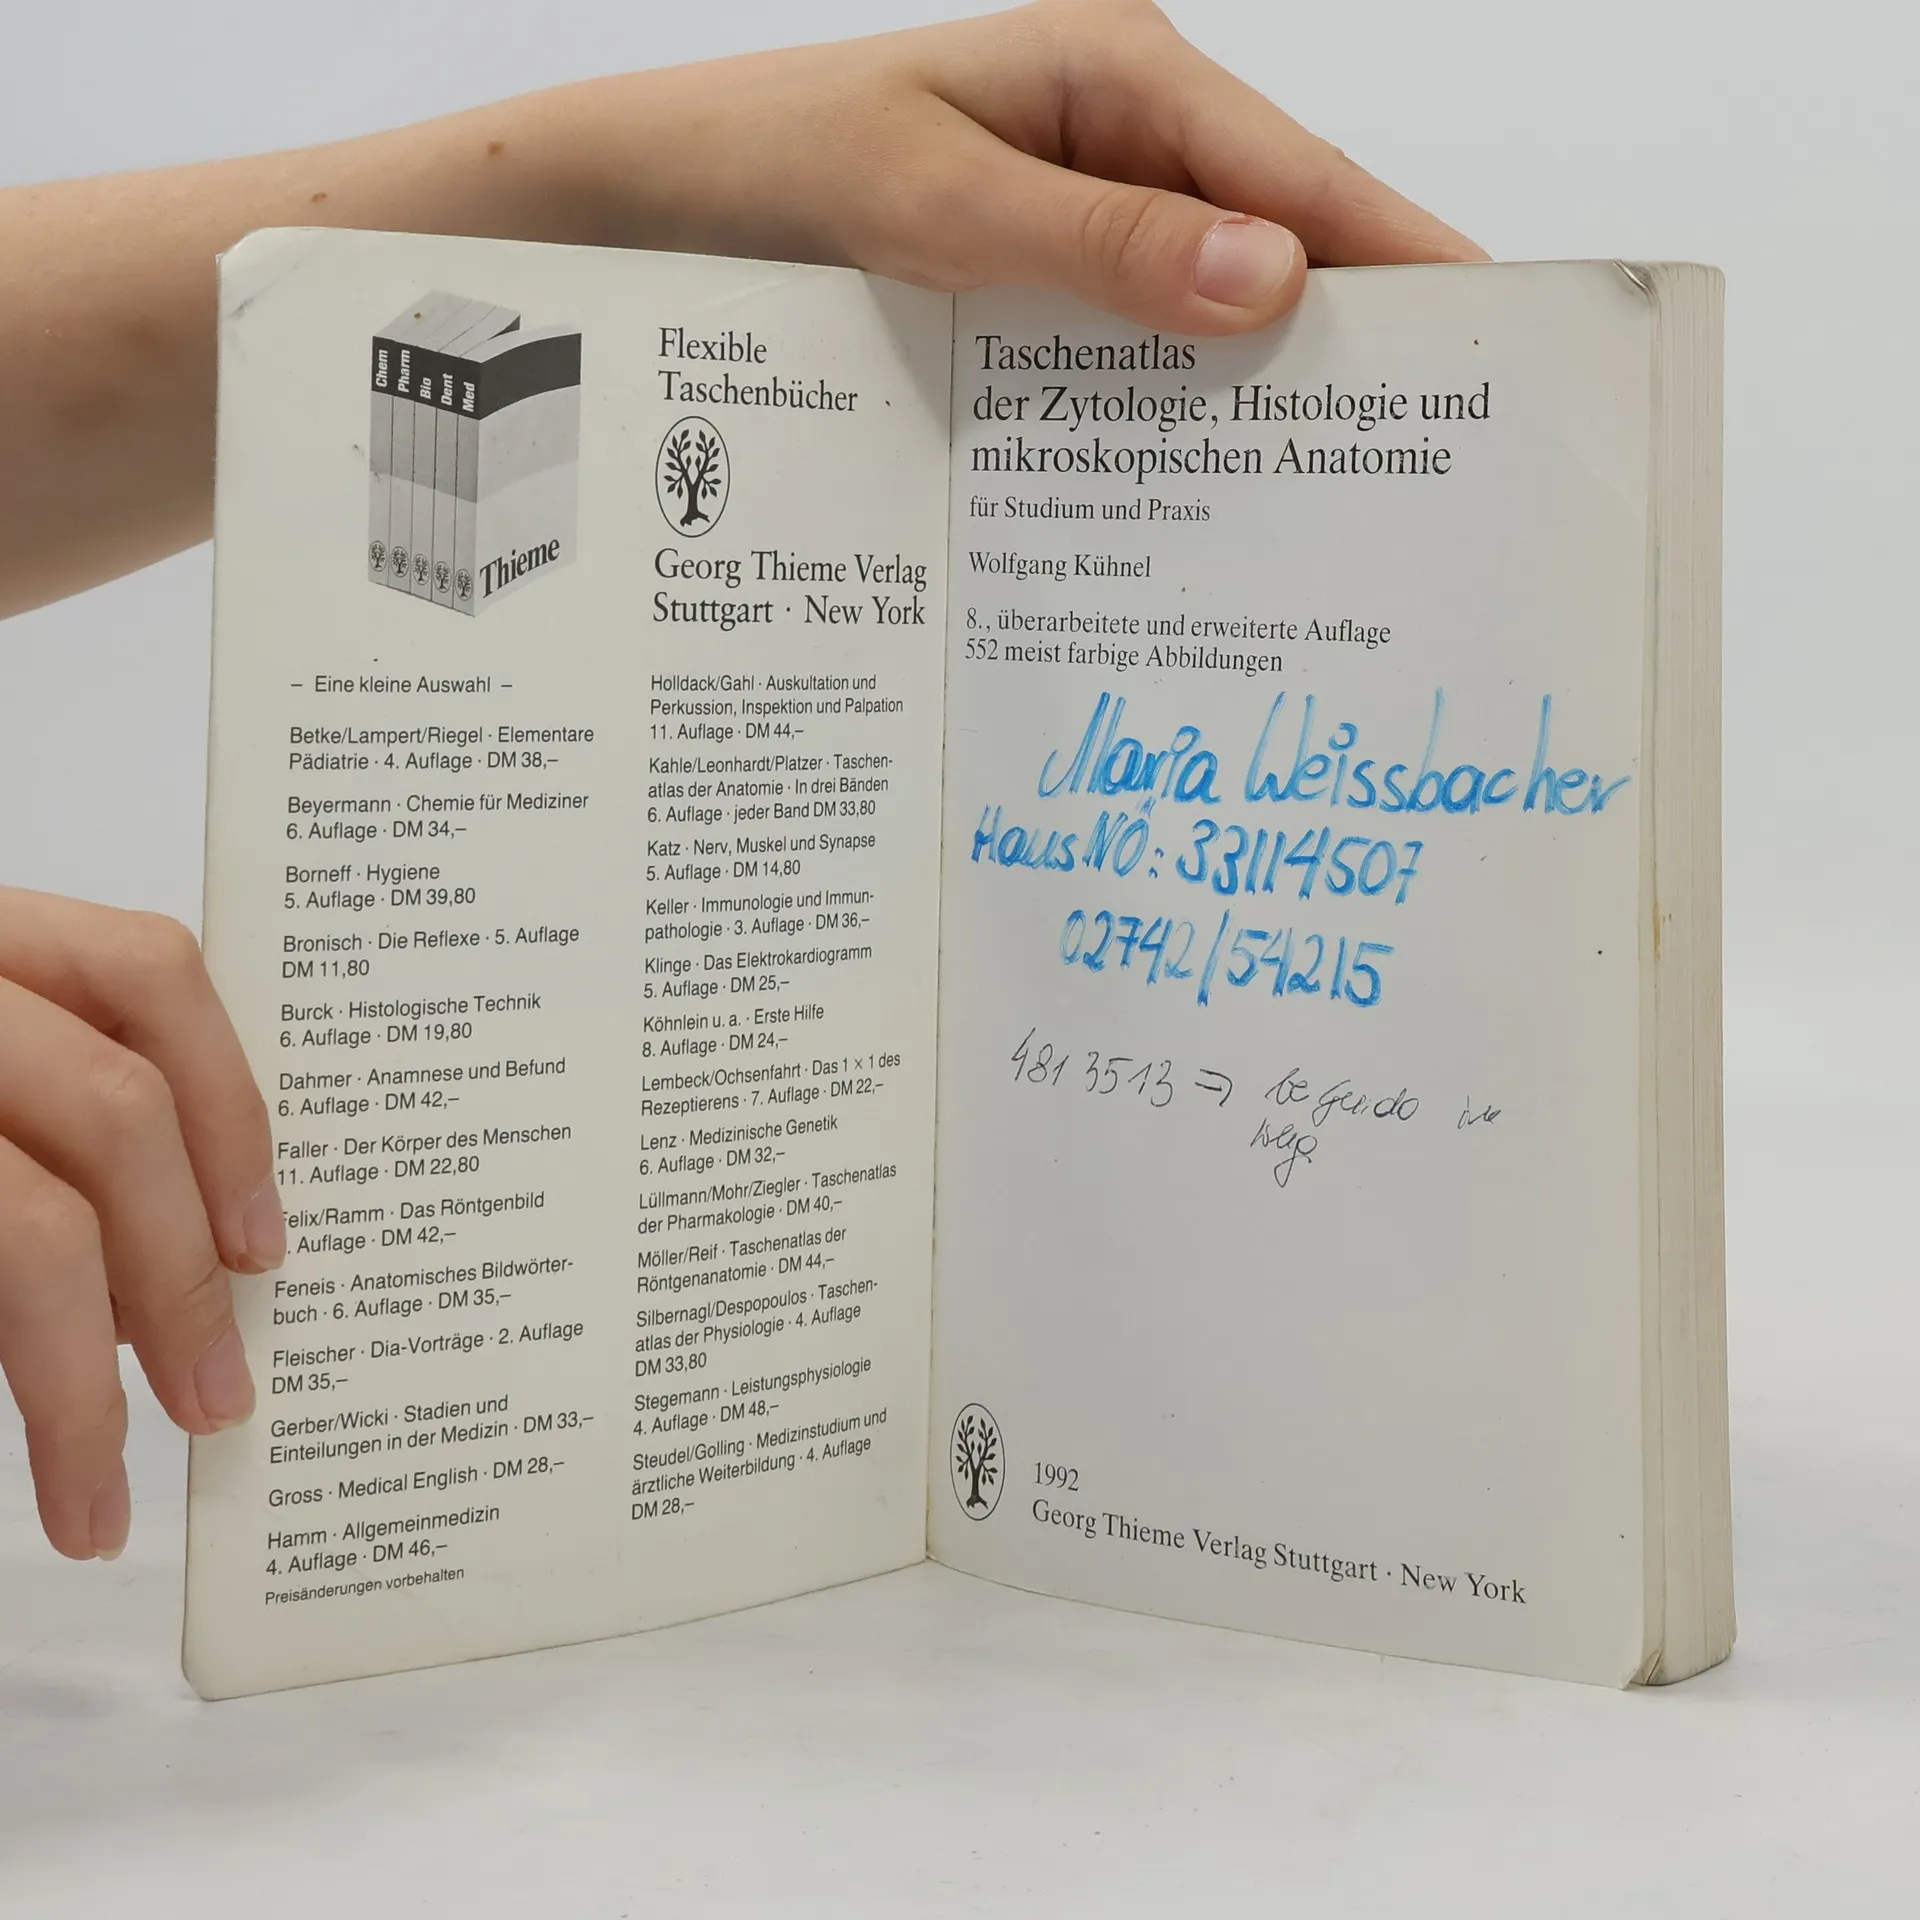 Chem
Pharm
Bio
Dent
Med
Thieme
Flexible
Taschenbücher
Georg Thieme Verlag
Stuttgart · New York
– Eine kleine Auswahl –
Betke/Lampert/Riegel · Elementare
Pädiatrie · 4. Auflage · DM 38,–
Beyermann · Chemie für Mediziner
6. Auflage · DM 34,–
Borneff · Hygiene
5. Auflage · DM 39,80
Bronisch · Die Reflexe · 5. Auflage
DM 11,80
Burck · Histologische Technik
6. Auflage · DM 19,80
Dahmer · Anamnese und Befund
6. Auflage · DM 42,–
Faller · Der Körper des Menschen
11. Auflage · DM 22,80
Felix/Ramm · Das Röntgenbild
. Auflage · DM 42,–
Feneis · Anatomisches Bildwörter-
buch · 6. Auflage · DM 35,–
Fleischer · Dia-Vorträge · 2. Auflage
DM 35,–
Gerber/Wicki · Stadien und
Einteilungen in der Medizin · DM 33,–
Gross · Medical English · DM 28,–
Hamm · Allgemeinmedizin
4. Auflage · DM 46,–
Preisänderungen vorbehalten
Holldack/Gahl · Auskultation und
Perkussion, Inspektion und Palpation
11. Auflage · DM 44,–
Kahle/Leonhardt/Platzer · Taschen-
atlas der Anatomie · In drei Bänden
6. Auflage · jeder Band DM 33,80
Katz · Nerv, Muskel und Synapse
5. Auflage · DM 14,80
Keller · Immunologie und Immun-
pathologie · 3. Auflage · DM 36,–
Klinge · Das Elektrokardiogramm
5. Auflage · DM 25,–
Köhnlein u. a. · Erste Hilfe
8. Auflage · DM 24,–
Lembeck/Ochsenfahrt · Das 1 × 1 des
Rezeptierens · 7. Auflage · DM 22,–
Lenz · Medizinische Genetik
6. Auflage · DM 32,–
Lüllmann/Mohr/Ziegler · Taschenatlas
der Pharmakologie · DM 40,–
Möller/Reif · Taschenatlas der
Röntgenanatomie · DM 44,–
Silbernagl/Despopoulos · Taschen-
atlas der Physiologie · 4. Auflage
DM 33,80
Stegemann · Leistungsphysiologie
4. Auflage · DM 48,–
Steudel/Golling · Medizinstudium und
ärztliche Weiterbildung · 4. Auflage
DM 28,–
Taschenatlas
der Zytologie, Histologie und
mikroskopischen Anatomie
für Studium und Praxis
Wolfgang Kühnel
8., überarbeitete und erweiterte Auflage
552 meist farbige Abbildungen
Maria Weissbacher
Haus NÖ: 33114507
02742/54215
481 35 13 ⇒
1992
Georg Thieme Verlag Stuttgart · New York